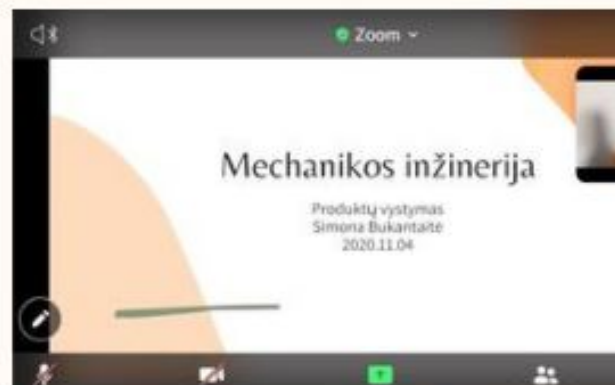 Zoom
Mechanikos inžinerija
Produktų vystymas
Simona Bukantaitė
2020.11.04